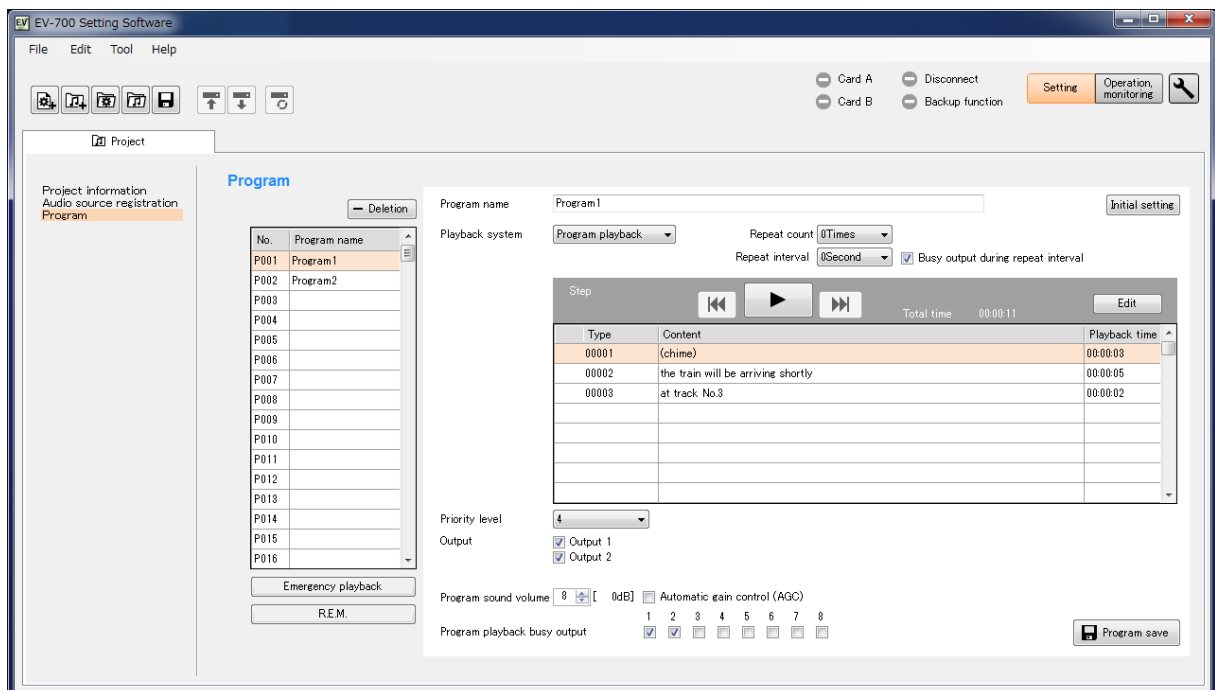 EV EV-700 Setting Software
File Edit Tool Help
Card A Disconnect
Card B Backup function
Setting
Operation, monitoring
Project
Project information
Audio source registration
Program
Program
Deletion
No. Program name
P001 Program1
P002 Program2
P003
P004
P005
P006
P007
P008
P009
P010
P011
P012
P013
P014
P015
P016
Emergency playback
R.E.M.
Program name Program1 Initial setting
Playback system Program playback Repeat count 0Times
Repeat interval 0Second Busy output during repeat interval
Step
Total time 00:00:11
Edit
Type Content Playback time
00001 (chime) 00:00:03
00002 the train will be arriving shortly 00:00:05
00003 at track No.3 00:00:02
Priority level 4
Output Output 1
Output 2
Program sound volume 8 [ 0dB] Automatic gain control (AGC)
1 2 3 4 5 6 7 8
Program playback busy output
Program save